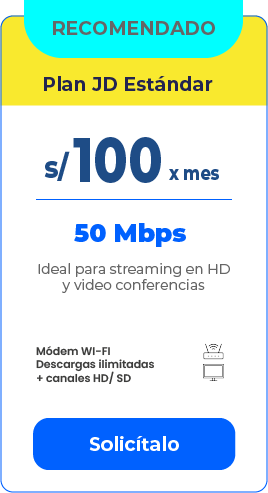 RECOMENDADO
Plan JD Estándar
s/100 x mes
50 Mbps
Ideal para streaming en HD
y video conferencias
Módem WI-FI
Descargas ilimitadas
+ canales HD/ SD
Solicítalo